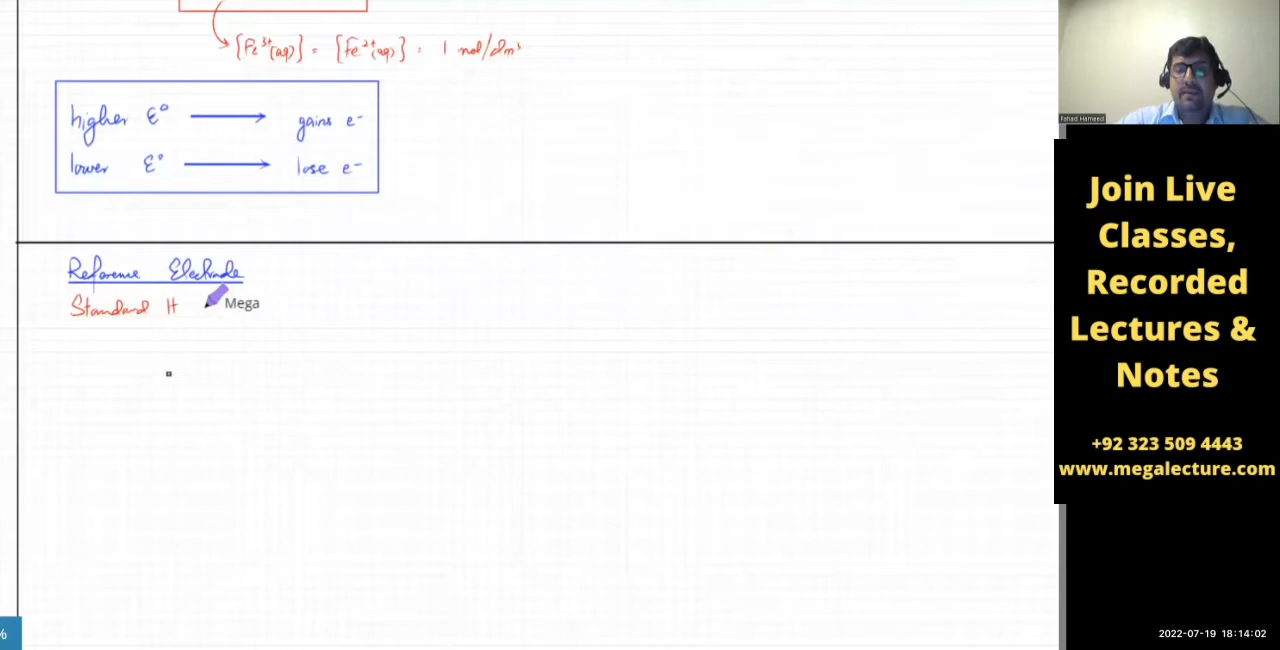 [Fe³⁺(aq)] = [Fe²⁺(aq)] = 1 mol/dm³
higher ε° → gains e⁻
lower ε° → lose e⁻
Reference Electrode
Standard H
Mega
Fahad Hameed
Join Live
Classes,
Recorded
Lectures &
Notes
+92 323 509 4443
www.megalecture.com
%
2022-07-19 18:14:02